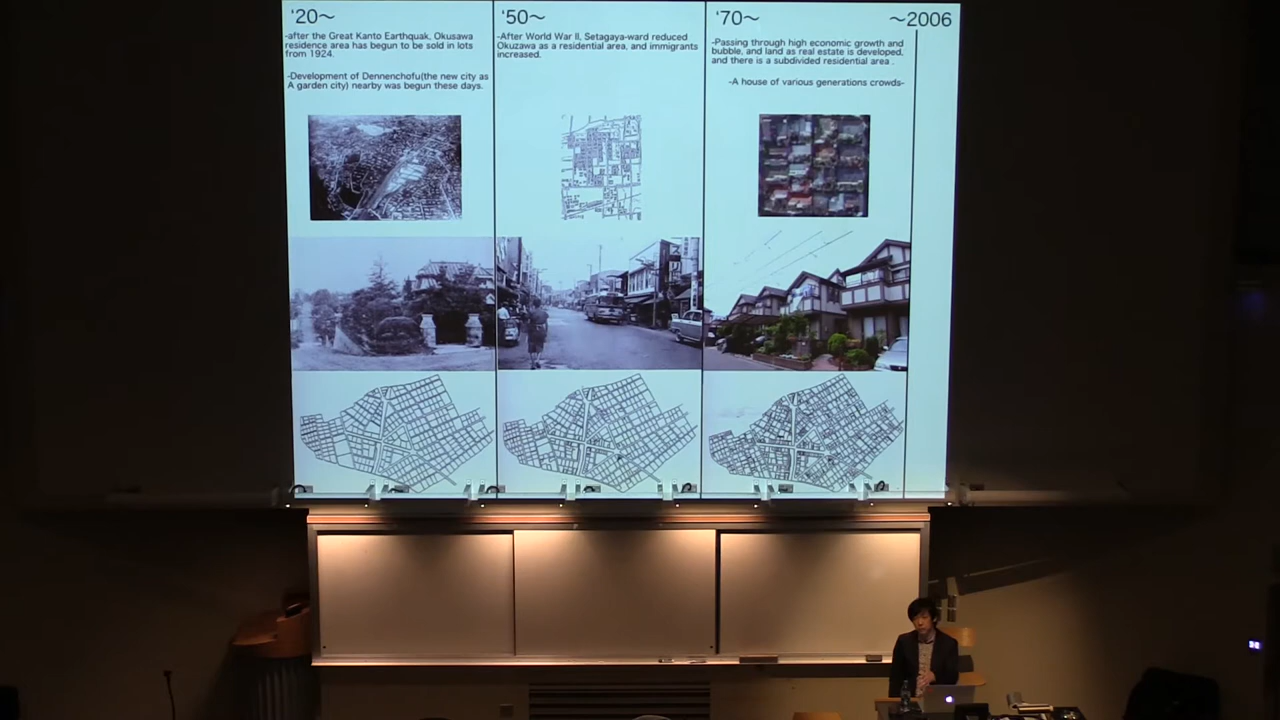 ‘20～
-after the Great Kanto Earthquak, Okusawa
residence area has begun to be sold in lots
from 1924.
-Development of Dennenchofu(the new city as
A garden city) nearby was begun these days.
‘50～
-After World War II, Setagaya-ward reduced
Okuzawa as a residential area, and immigrants
increased.
‘70～
～2006
-Passing through high economic growth and
bubble, and land as real estate is developed,
and there is a subdivided residential area .
-A house of various generations crowds-